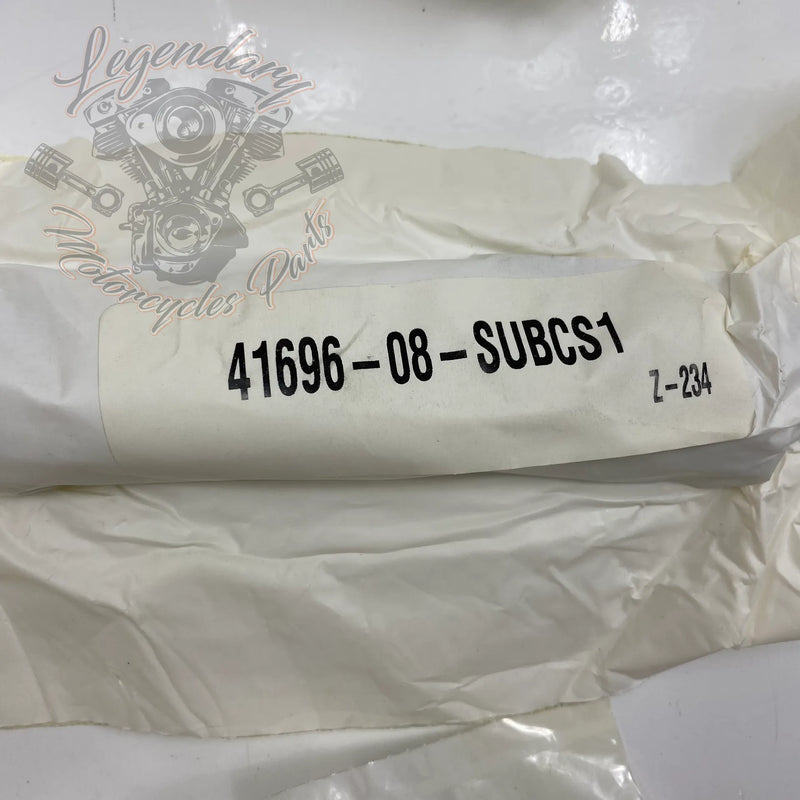 Legendary
Motorcycles Parts
41696-08-SUBCS1
Z-234